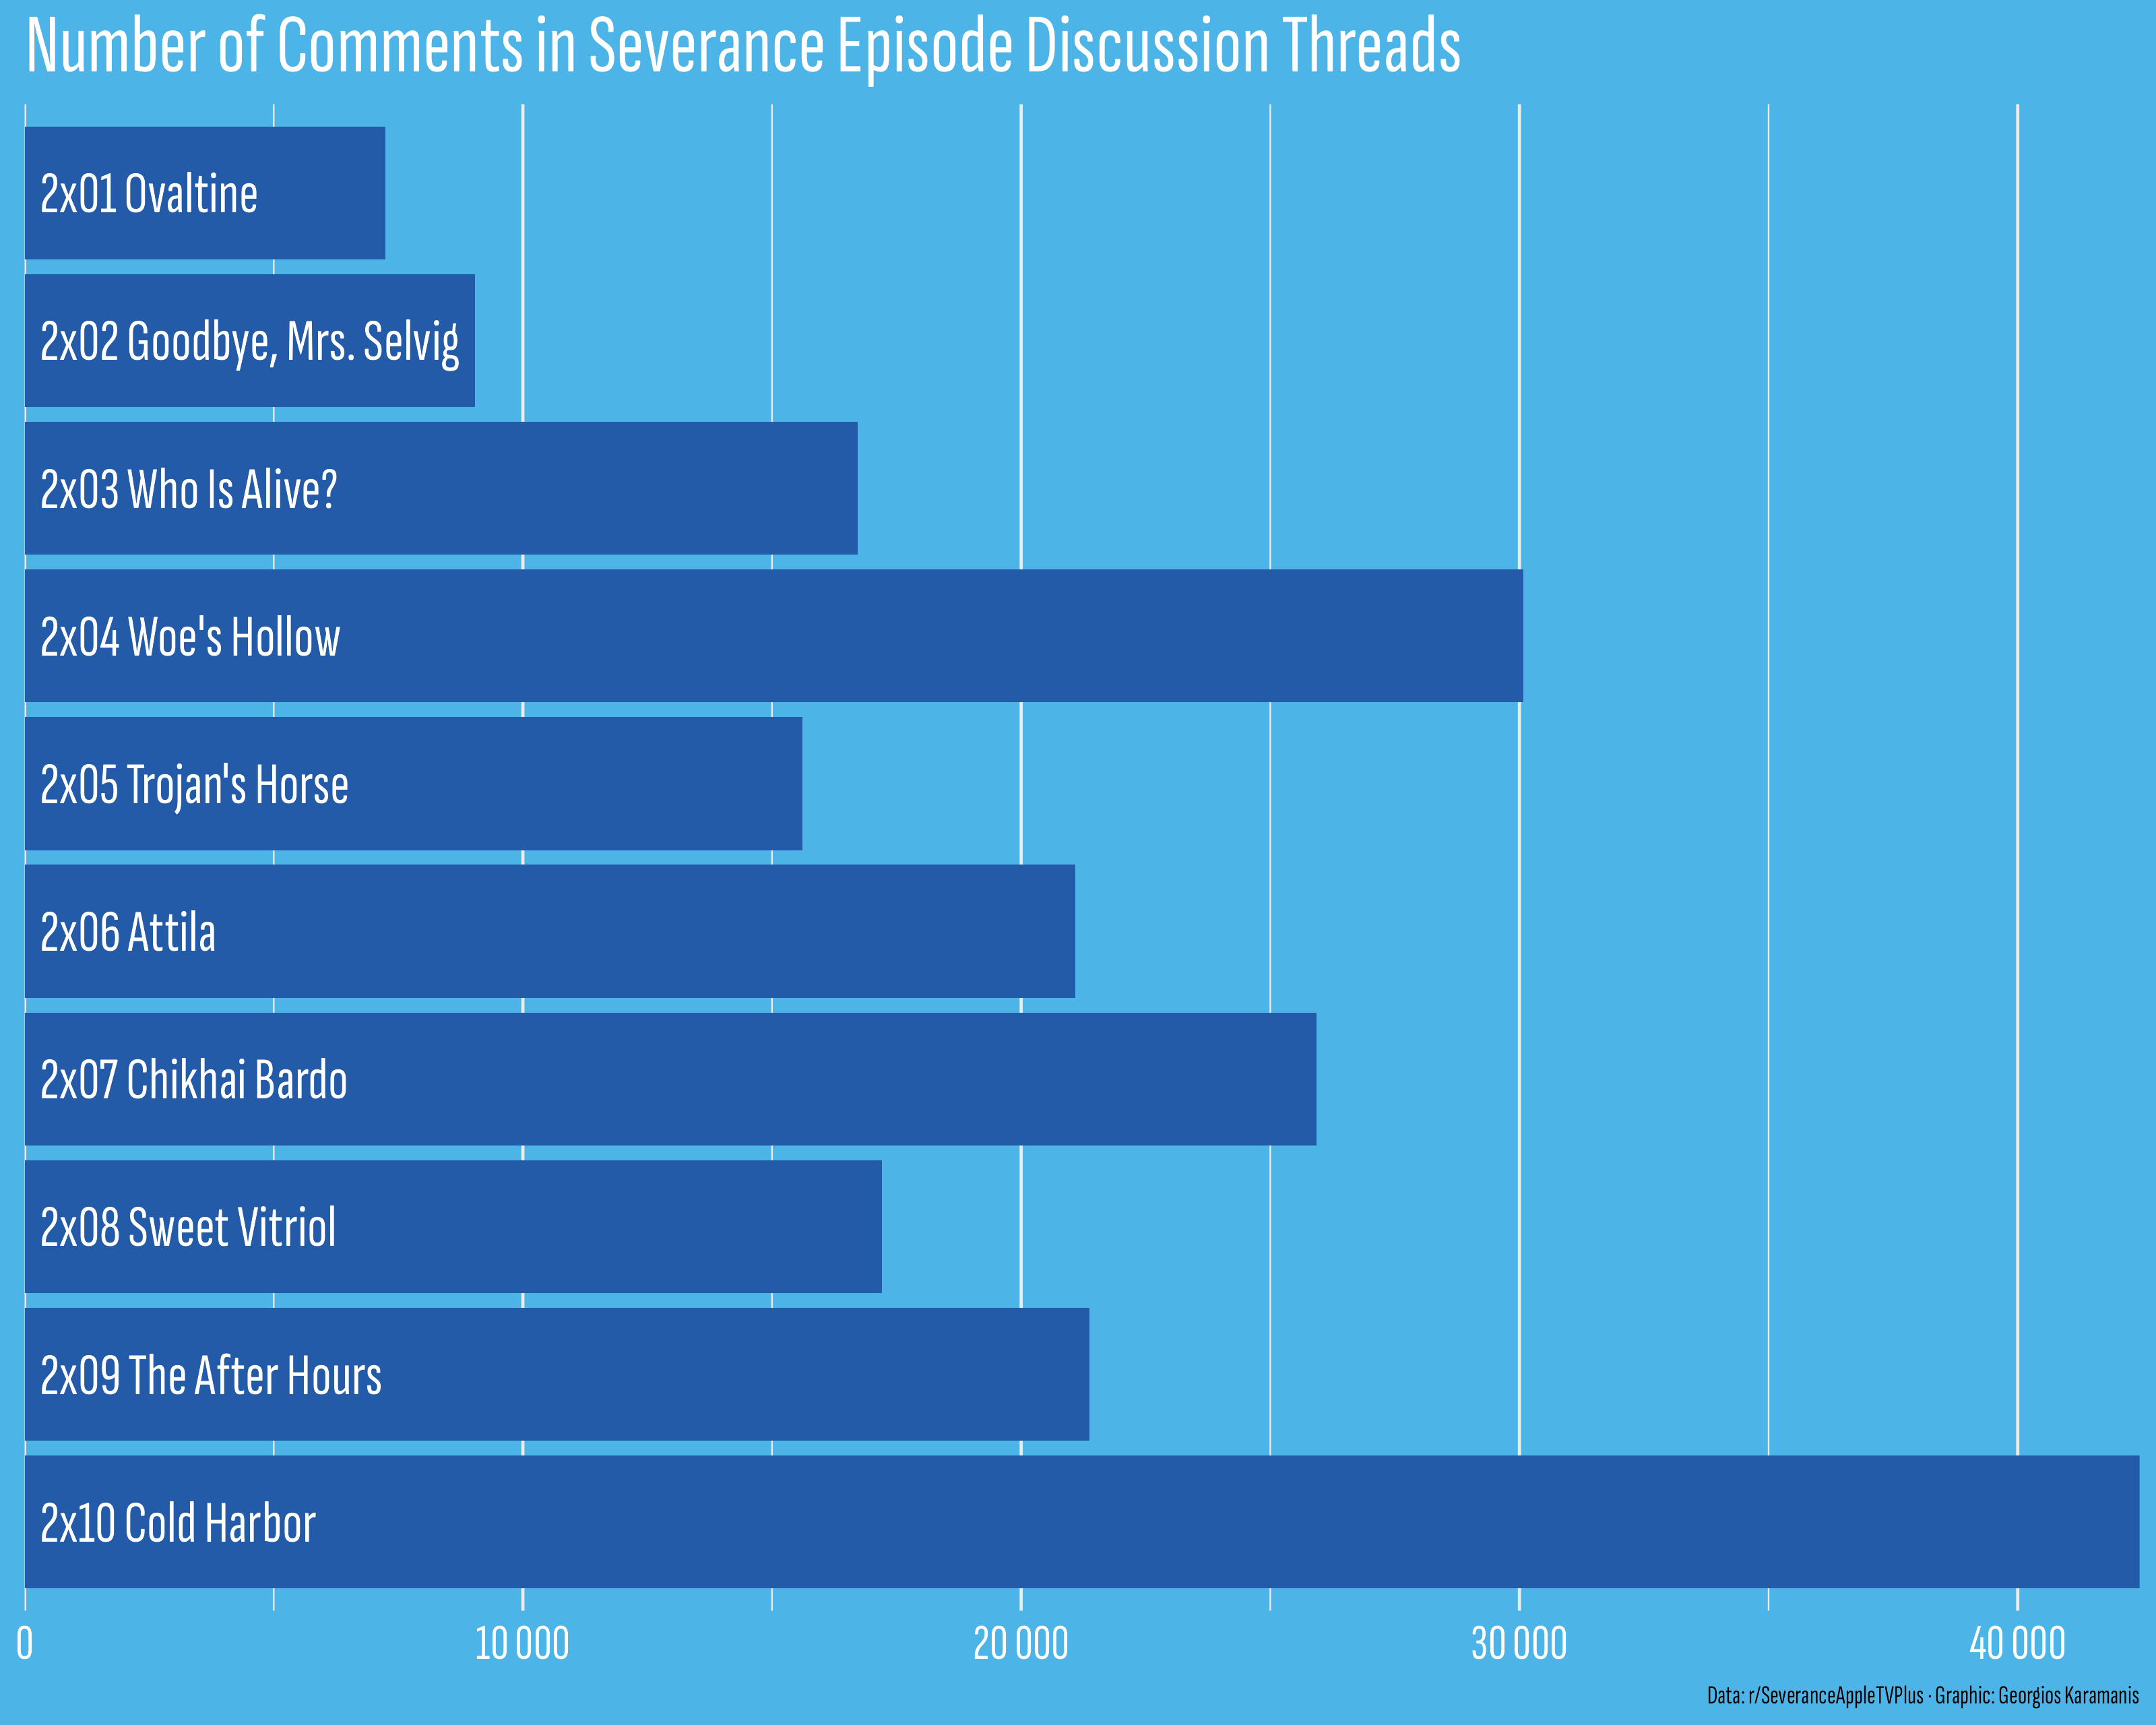 Number of Comments in Severance Episode Discussion Threads
2x01 Ovaltine
2x02 Goodbye, Mrs. Selvig
2x03 Who Is Alive?
2x04 Woe's Hollow
2x05 Trojan's Horse
2x06 Attila
2x07 Chikhai Bardo
2x08 Sweet Vitriol
2x09 The After Hours
2x10 Cold Harbor
0 10 000 20 000 30 000 40 000
Data: r/SeveranceAppleTVPlus · Graphic: Georgios Karamanis